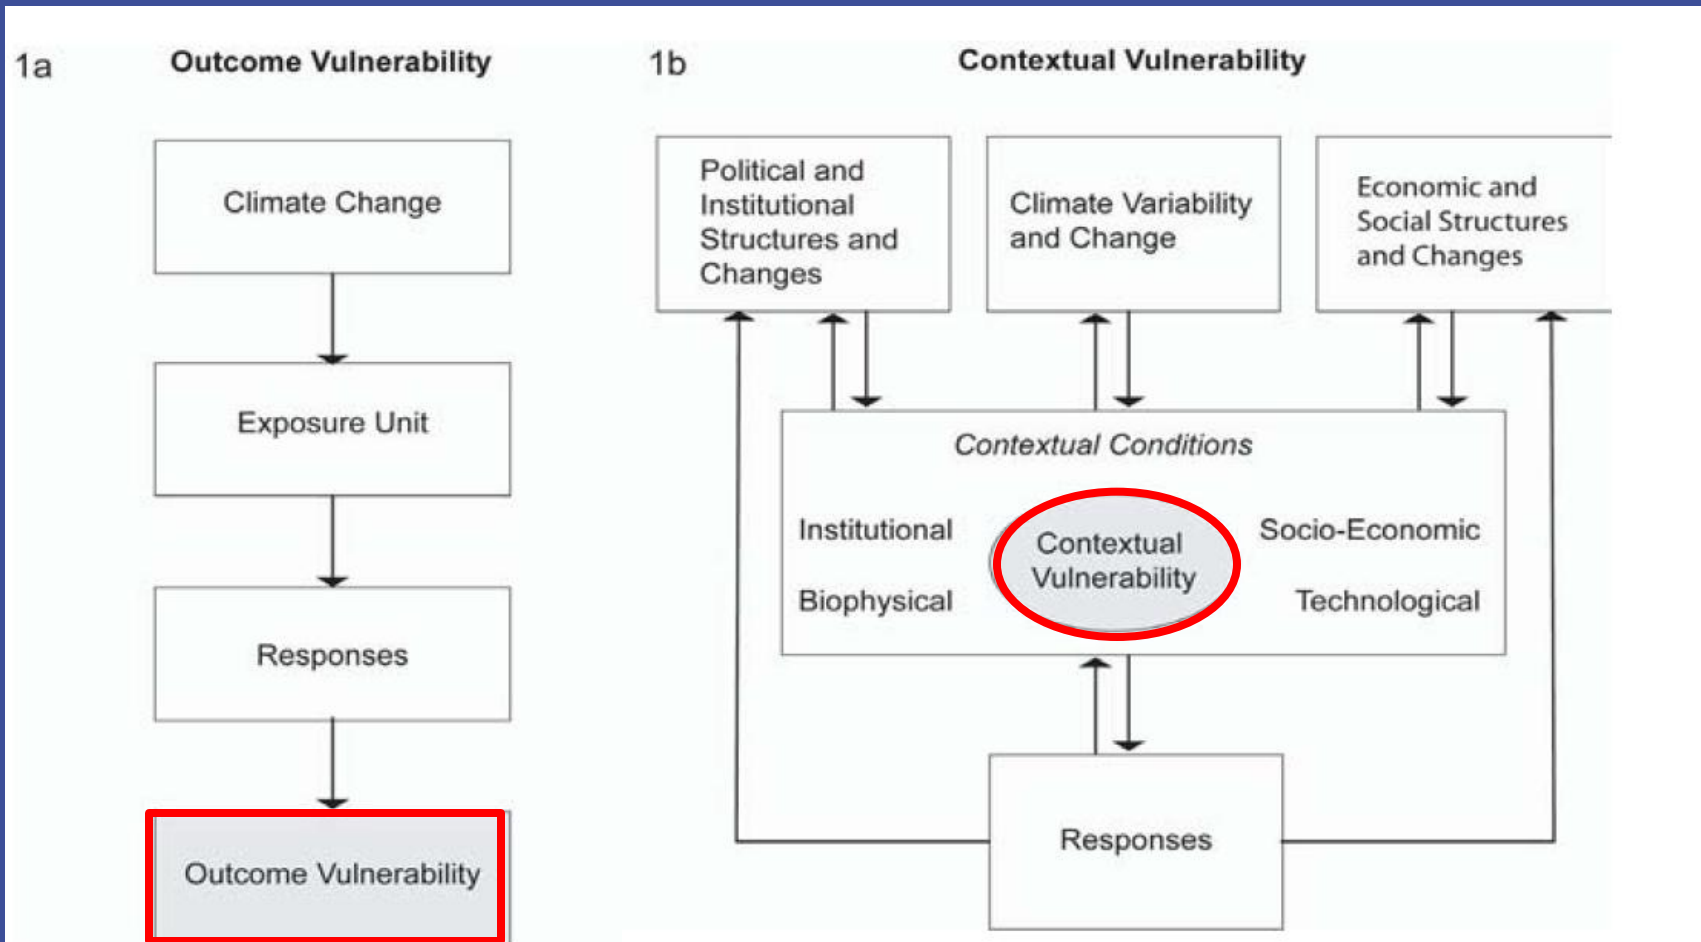 1a
Outcome Vulnerability
Climate Change
Exposure Unit
Responses
Outcome Vulnerability
1b
Contextual Vulnerability
Political and
Institutional
Structures and
Changes
Climate Variability
and Change
Economic and
Social Structures
and Changes
Contextual Conditions
Institutional
Biophysical
Contextual
Vulnerability
Socio-Economic
Technological
Responses